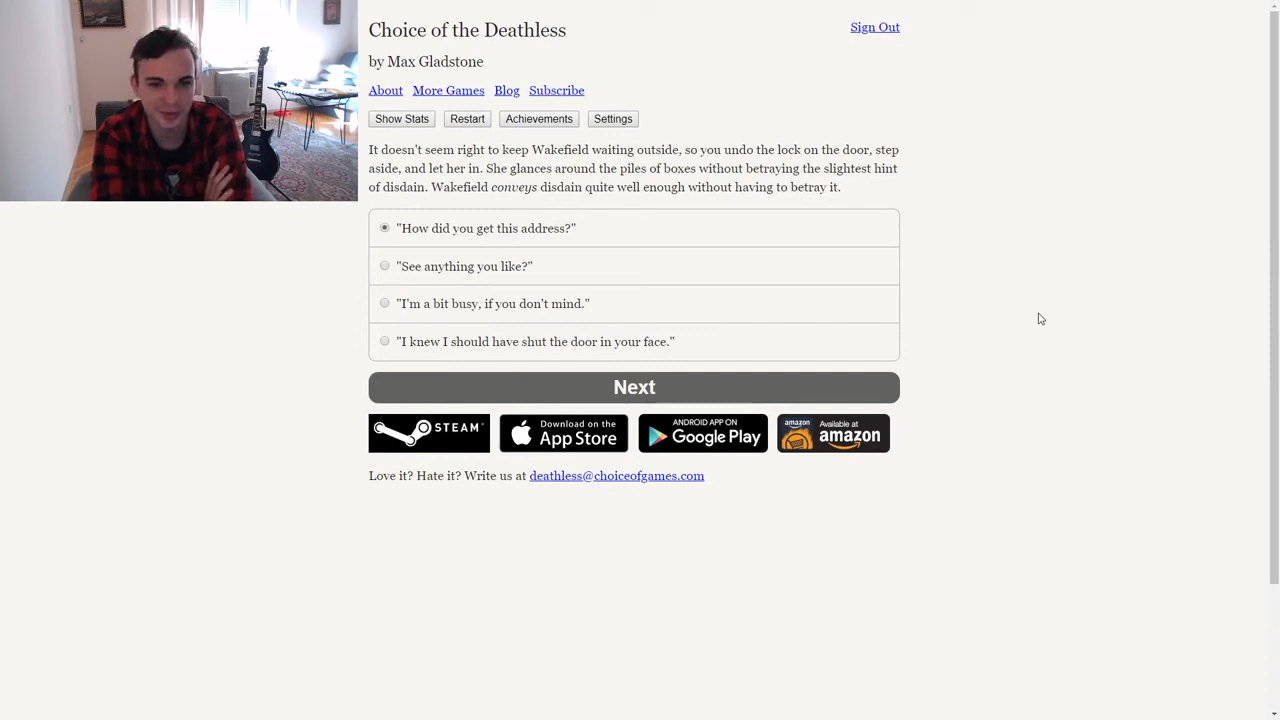 Choice of the Deathless
Sign Out
by Max Gladstone
About More Games Blog Subscribe
Show Stats Restart Achievements Settings
It doesn't seem right to keep Wakefield waiting outside, so you undo the lock on the door, step
aside, and let her in. She glances around the piles of boxes without betraying the slightest hint
of disdain. Wakefield conveys disdain quite well enough without having to betray it.
"How did you get this address?"
"See anything you like?"
"I'm a bit busy, if you don't mind."
"I knew I should have shut the door in your face."
Next
STEAM
Download on the
App Store
ANDROID APP ON
Google Play
amazon
Available at
amazon
Love it? Hate it? Write us at deathless@choiceofgames.com